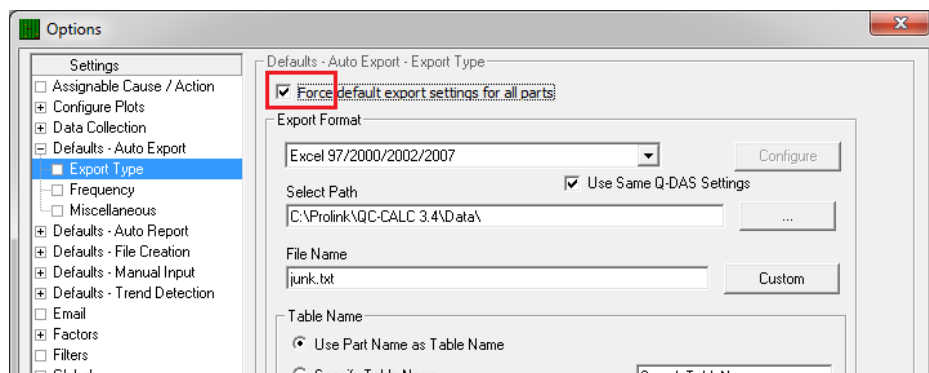 Options
Settings
Assignable Cause / Action
Configure Plots
Data Collection
Defaults - Auto Export
Export Type
Frequency
Miscellaneous
Defaults - Auto Report
Defaults - File Creation
Defaults - Manual Input
Defaults - Trend Detection
Email
Factors
Filters
Defaults - Auto Export - Export Type
Force default export settings for all parts
Export Format
Excel 97/2000/2002/2007
Configure
Use Same Q-DAS Settings
Select Path
C:\Prolink\QC-CALC 3.4\Data\
...
File Name
junk.txt
Custom
Table Name
Use Part Name as Table Name